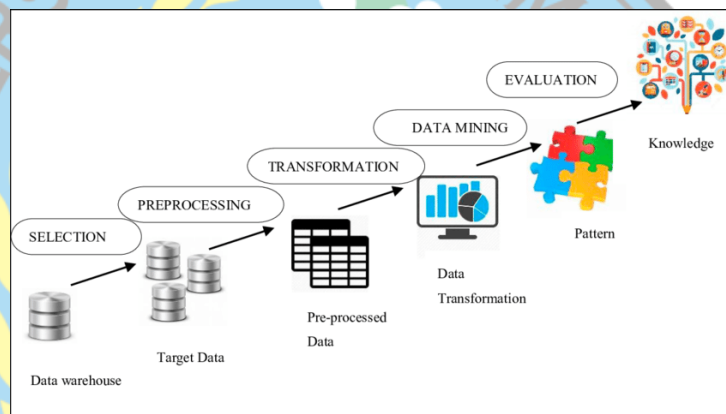 EVALUATION
Knowledge
DATA MINING
Pattern
TRANSFORMATION
Data
Transformation
PREPROCESSING
Pre-processed
Data
SELECTION
Target Data
Data warehouse